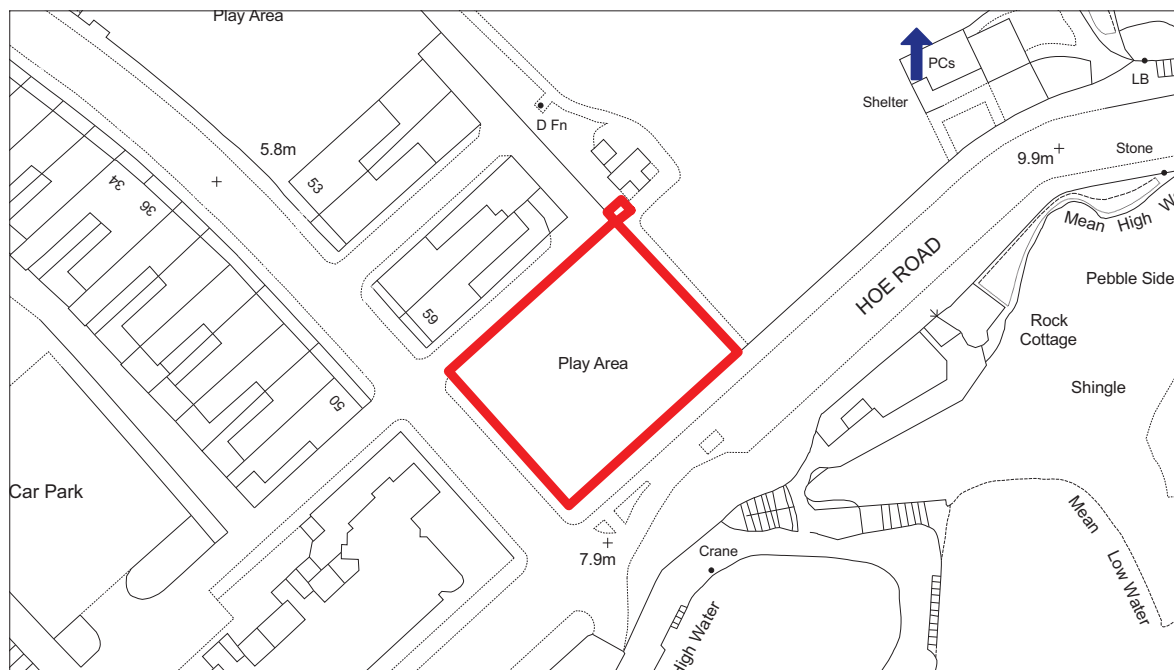 Play Area
PCs
LB
Shelter
D Fn
5.8m
9.9m
Stone
53
34
36
Mean High W
HOE ROAD
Pebble Side
59
Rock
Cottage
Play Area
Shingle
50
Car Park
Mean Low Water
7.9m
Crane
High Water